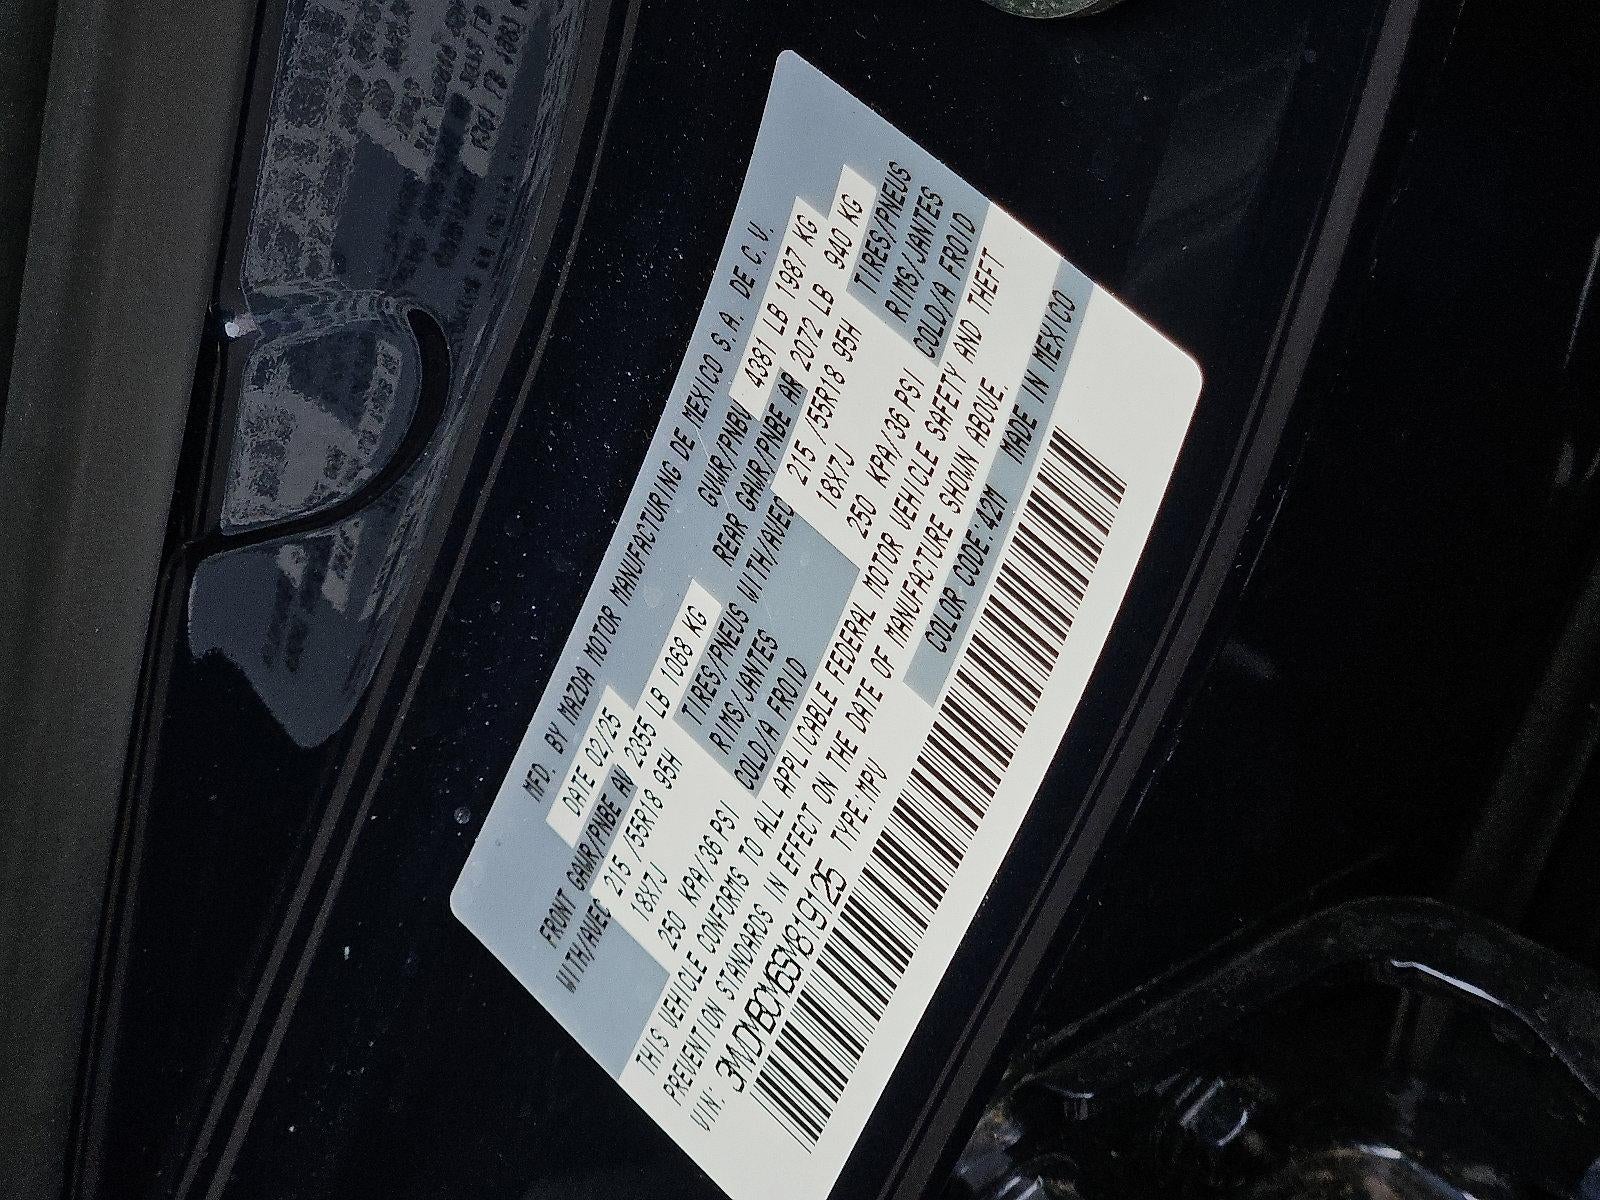 MFD. BY MAZDA MOTOR MANUFACTURING DE MEXICO S.A. DE C.V.
DATE 02/25 GVWR/PNBV 4381 LB 1987 KG
FRONT GAWR/PNBE AV 2355 LB 1068 KG REAR GAWR/PNBE AR 2072 LB 940 KG
WITH/AVEC 215 /55R18 95H TIRES/PNEUS WITH/AVEC 215 /55R18 95H TIRES/PNEUS
18X7J RIMS/JANTES 18X7J RIMS/JANTES
250 KPA/36 PSI COLD/A FROID 250 KPA/36 PSI COLD/A FROID
THIS VEHICLE CONFORMS TO ALL APPLICABLE FEDERAL MOTOR VEHICLE SAFETY AND THEFT
PREVENTION STANDARDS IN EFFECT ON THE DATE OF MANUFACTURE SHOWN ABOVE.
VIN: 3MVDMBCM6SM819125 TYPE:MPV COLOR CODE:42M MADE IN MEXICO